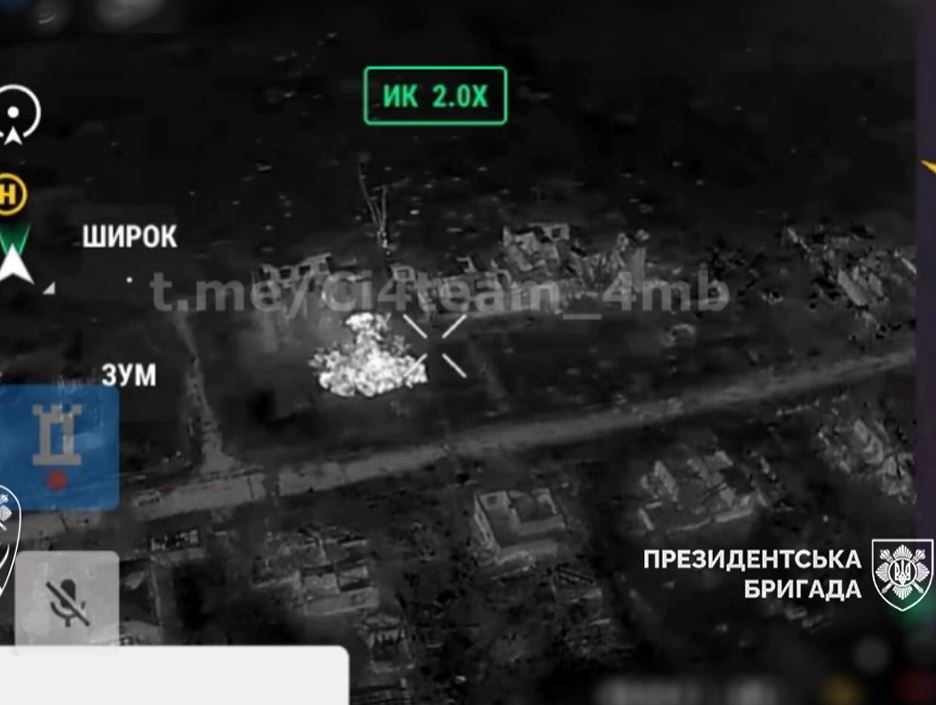 ИК 2.0X
Н
ШИРОК
t.me/Ci4team_4mb
ЗУМ
ПРЕЗИДЕНТСЬКА
БРИГАДА